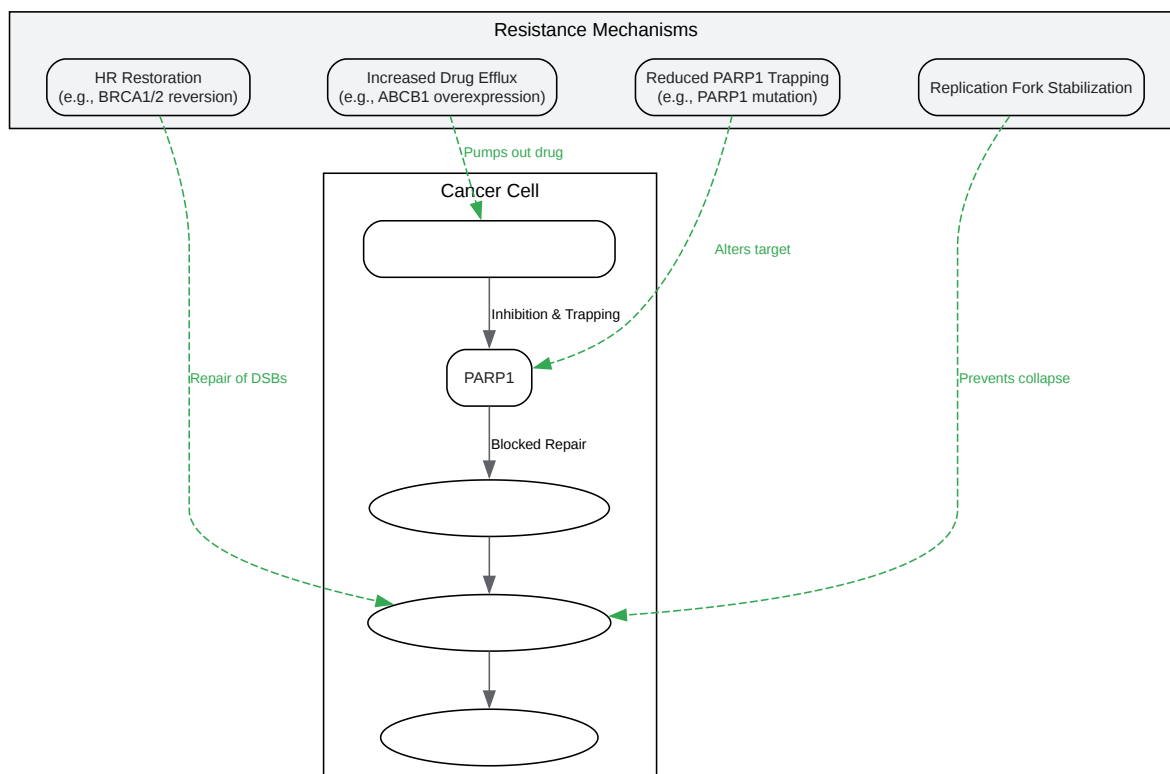 Resistance Mechanisms
HR Restoration
(e.g., BRCA1/2 reversion)
Increased Drug Efflux
(e.g., ABCB1 overexpression)
Reduced PARP1 Trapping
(e.g., PARP1 mutation)
Replication Fork Stabilization
Pumps out drug
Cancer Cell
Alters target
Inhibition & Trapping
PARP1
Repair of DSBs
Prevents collapse
Blocked Repair